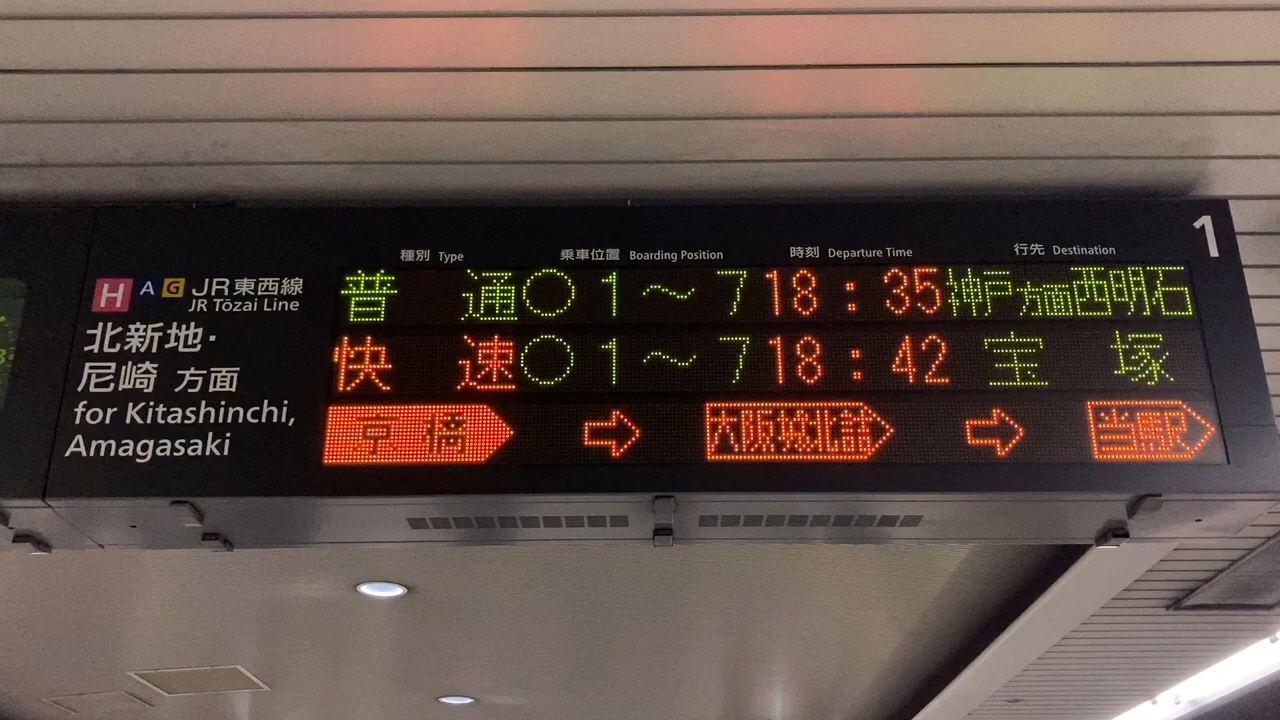 種別 Type 乗車位置 Boarding Position 時刻 Departure Time 行先 Destination 1
H A G JR東西線
JR Tōzai Line
北新地・
尼崎 方面
for Kitashinchi,
Amagasaki
普 通 ○ 1～ 7 18:35 神戸方面西明石
快 速 ○ 1～ 7 18:42 宝 塚
京 橋 ⇨ 大阪城北詰 ⇨ 当駅